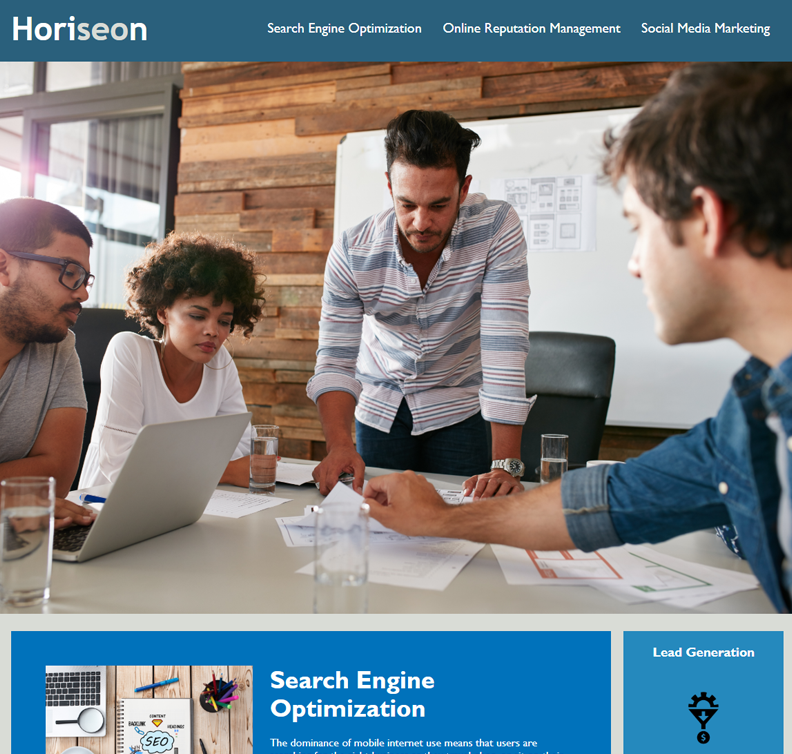 Horiseon
Search Engine Optimization
Online Reputation Management
Social Media Marketing
Lead Generation
Search Engine
Optimization
CONTENT
BACKLINK
HEADINGS
SEO
The dominance of mobile internet use means that users are